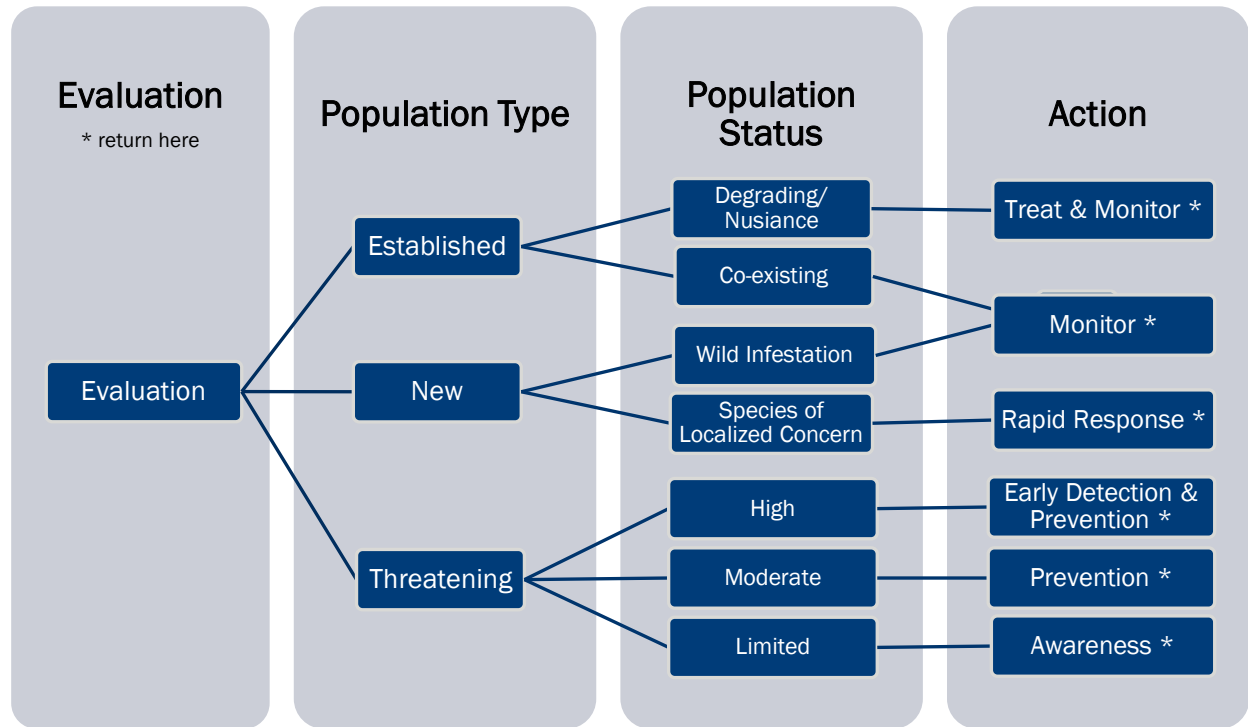 Evaluation
* return here
Population Type
Population
Status
Action
Evaluation
Established
New
Threatening
Degrading/
Nusiance
Co-existing
Wild Infestation
Species of
Localized Concern
High
Moderate
Limited
Treat & Monitor *
Monitor *
Rapid Response *
Early Detection &
Prevention *
Prevention *
Awareness *